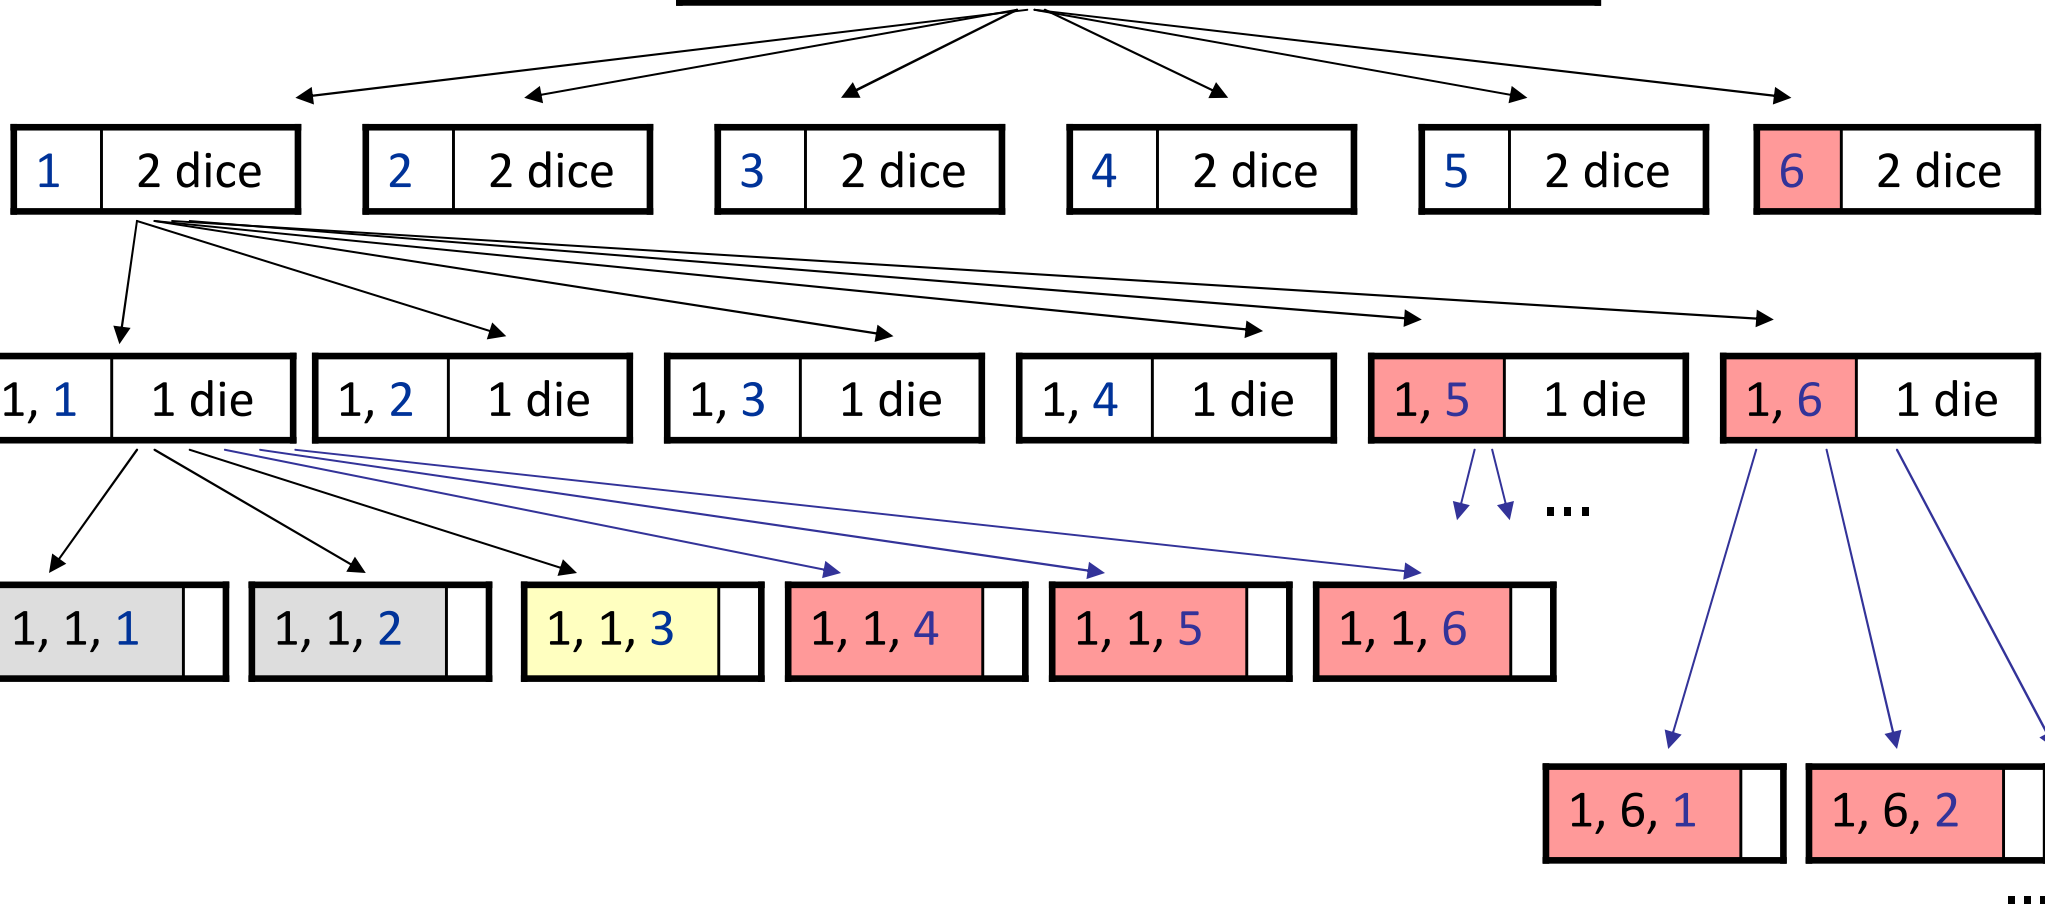 1 2 dice 2 2 dice 3 2 dice 4 2 dice 5 2 dice 6 2 dice
1, 1 1 die 1, 2 1 die 1, 3 1 die 1, 4 1 die 1, 5 1 die 1, 6 1 die
...
1, 1, 1 1, 1, 2 1, 1, 3 1, 1, 4 1, 1, 5 1, 1, 6
1, 6, 1 1, 6, 2
...